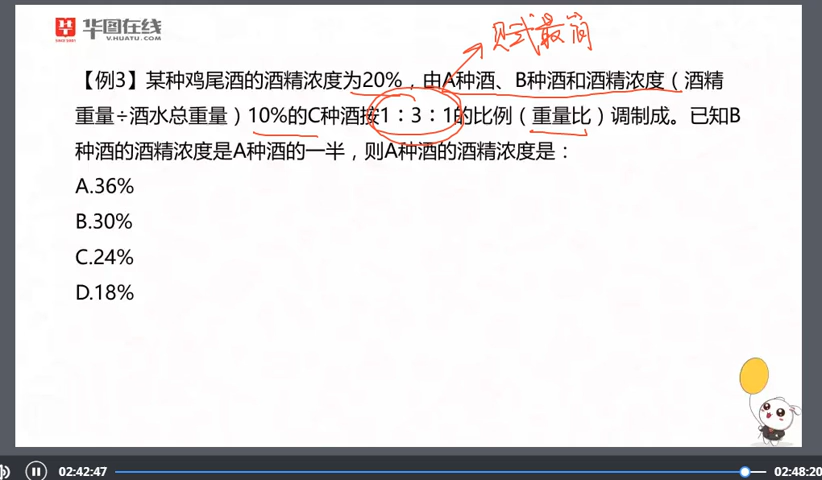 华图在线
SINCE 2001
V.HUATU.COM
见式最简
【例3】某种鸡尾酒的酒精浓度为20%，由A种酒、B种酒和酒精浓度（酒精
重量÷酒水总重量）10%的C种酒按1：3：1的比例（重量比）调制成。已知B
种酒的酒精浓度是A种酒的一半，则A种酒的酒精浓度是：
A.36%
B.30%
C.24%
D.18%
02:42:47
02:48:20